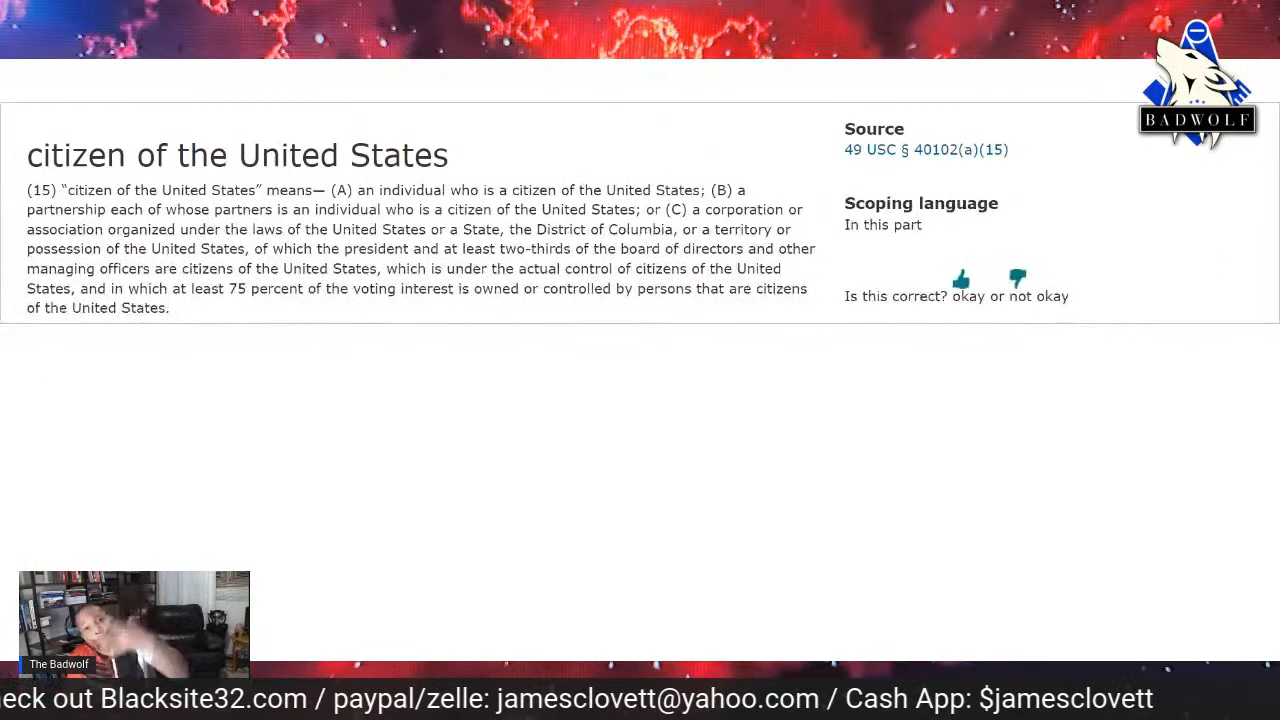 BADWOLF
citizen of the United States
(15) “citizen of the United States” means— (A) an individual who is a citizen of the United States; (B) a
partnership each of whose partners is an individual who is a citizen of the United States; or (C) a corporation or
association organized under the laws of the United States or a State, the District of Columbia, or a territory or
possession of the United States, of which the president and at least two-thirds of the board of directors and other
managing officers are citizens of the United States, which is under the actual control of citizens of the United
States, and in which at least 75 percent of the voting interest is owned or controlled by persons that are citizens
of the United States.
Source
49 USC § 40102(a)(15)
Scoping language
In this part
Is this correct? okay or not okay
The Badwolf
eck out Blacksite32.com / paypal/zelle: jamesclovett@yahoo.com / Cash App: $jamesclovett